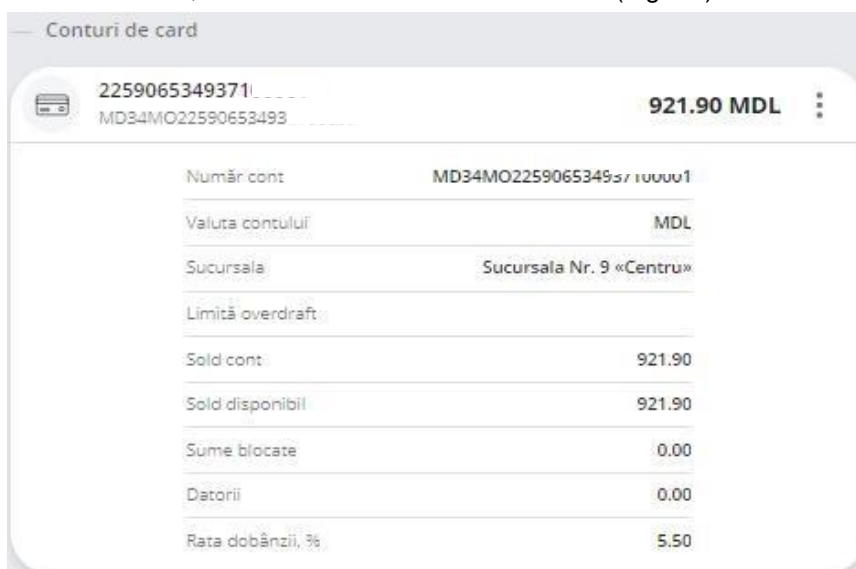 — Conturi de card
2259065349371
MD34MO22590653493
921.90 MDL
Număr cont
Valuta contului MDL
Sucursala Sucursala Nr. 9 «Centru»
Limită overdraft
Sold cont 921.90
Sold disponibil 921.90
Sume blocate 0.00
Datorii 0.00
Rata dobânzii, % 5.50